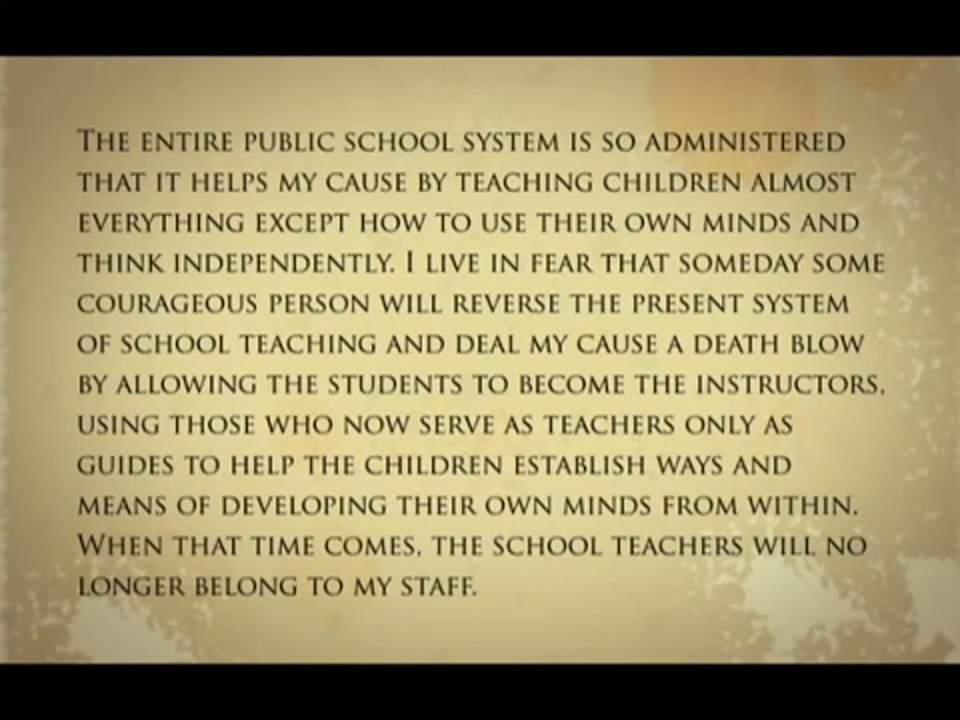 The entire public school system is so administered
that it helps my cause by teaching children almost
everything except how to use their own minds and
think independently. I live in fear that someday some
courageous person will reverse the present system
of school teaching and deal my cause a death blow
by allowing the students to become the instructors,
using those who now serve as teachers only as
guides to help the children establish ways and
means of developing their own minds from within.
When that time comes, the school teachers will no
longer belong to my staff.